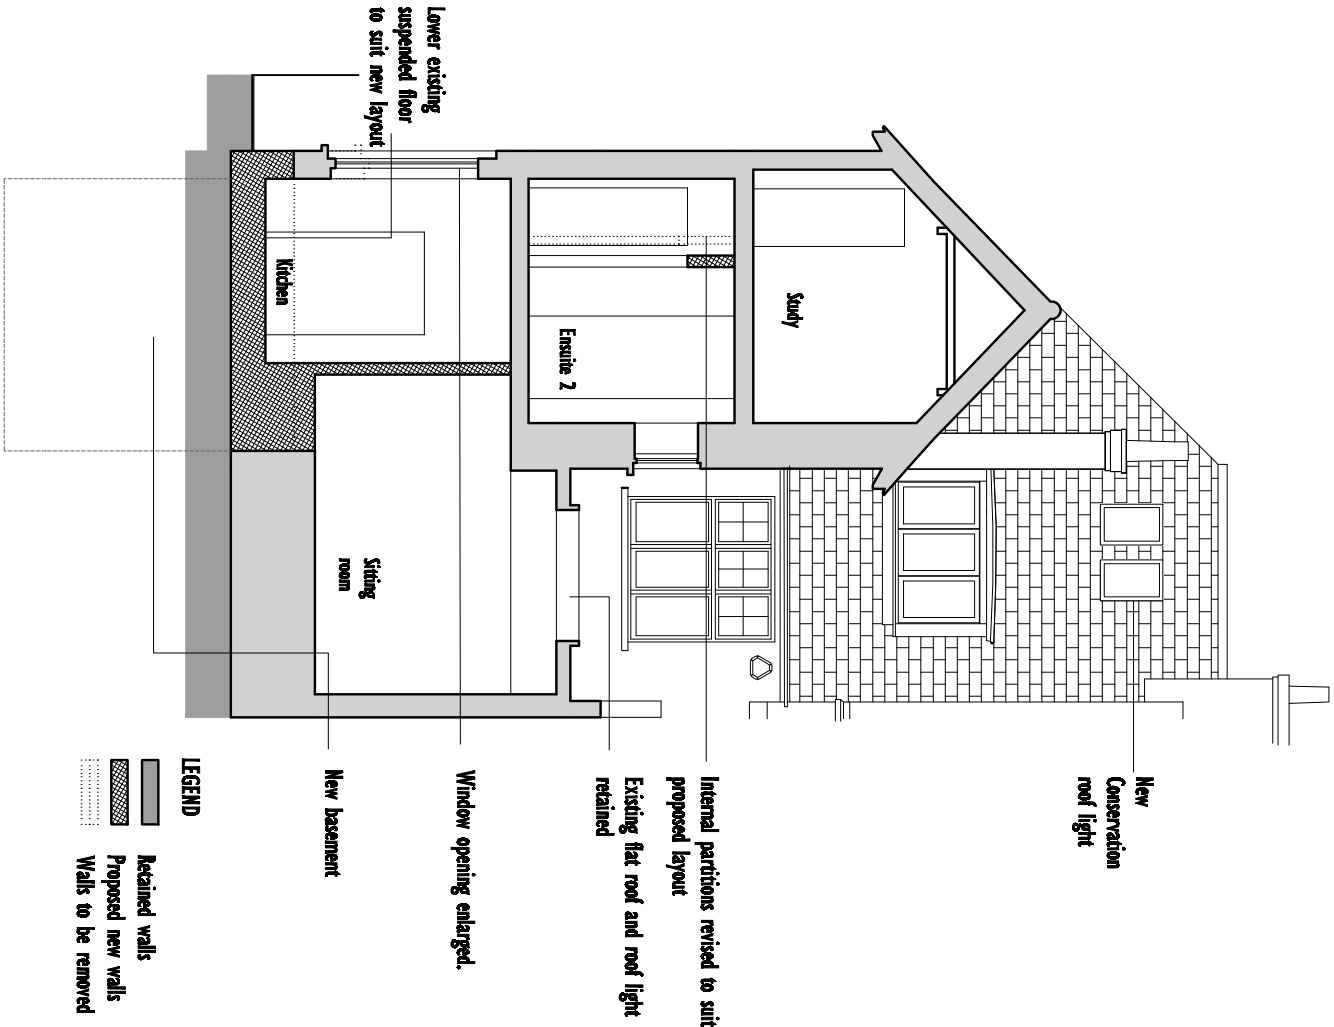 Lower existing
suspended floor
to suit new layout
Kitchen
Ensuite 2
Study
Sitting
room
New
Conservation
roof light
Internal partitions revised to suit
proposed layout
Existing flat roof and roof light
retained
Window opening enlarged.
New basement
LEGEND
Retained walls
Proposed new walls
Walls to be removed